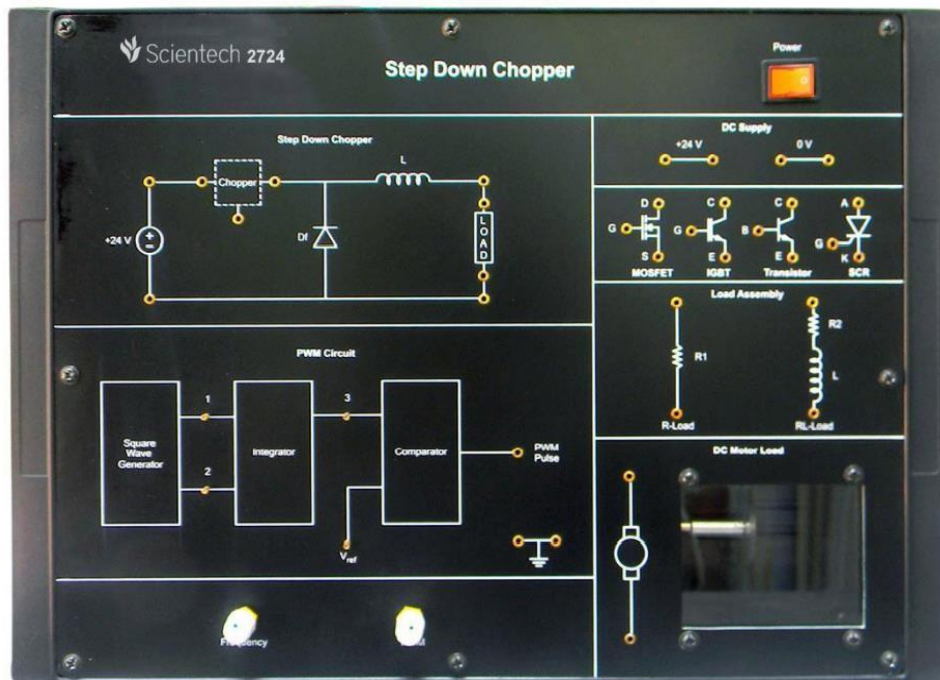 Scientech 2724
Step Down Chopper
Power
Step Down Chopper
L
Chopper
+24 V
+
−
Df
LOAD
DC Supply
+24 V
0 V
D
G
S
MOSFET
C
G
E
IGBT
C
B
E
Transistor
A
G
K
SCR
Load Assembly
R1
R-Load
R2
L
RL-Load
PWM Circuit
Square
Wave
Generator
1
2
Integrator
3
Comparator
Vref
PWM
Pulse
DC Motor Load
Frequency